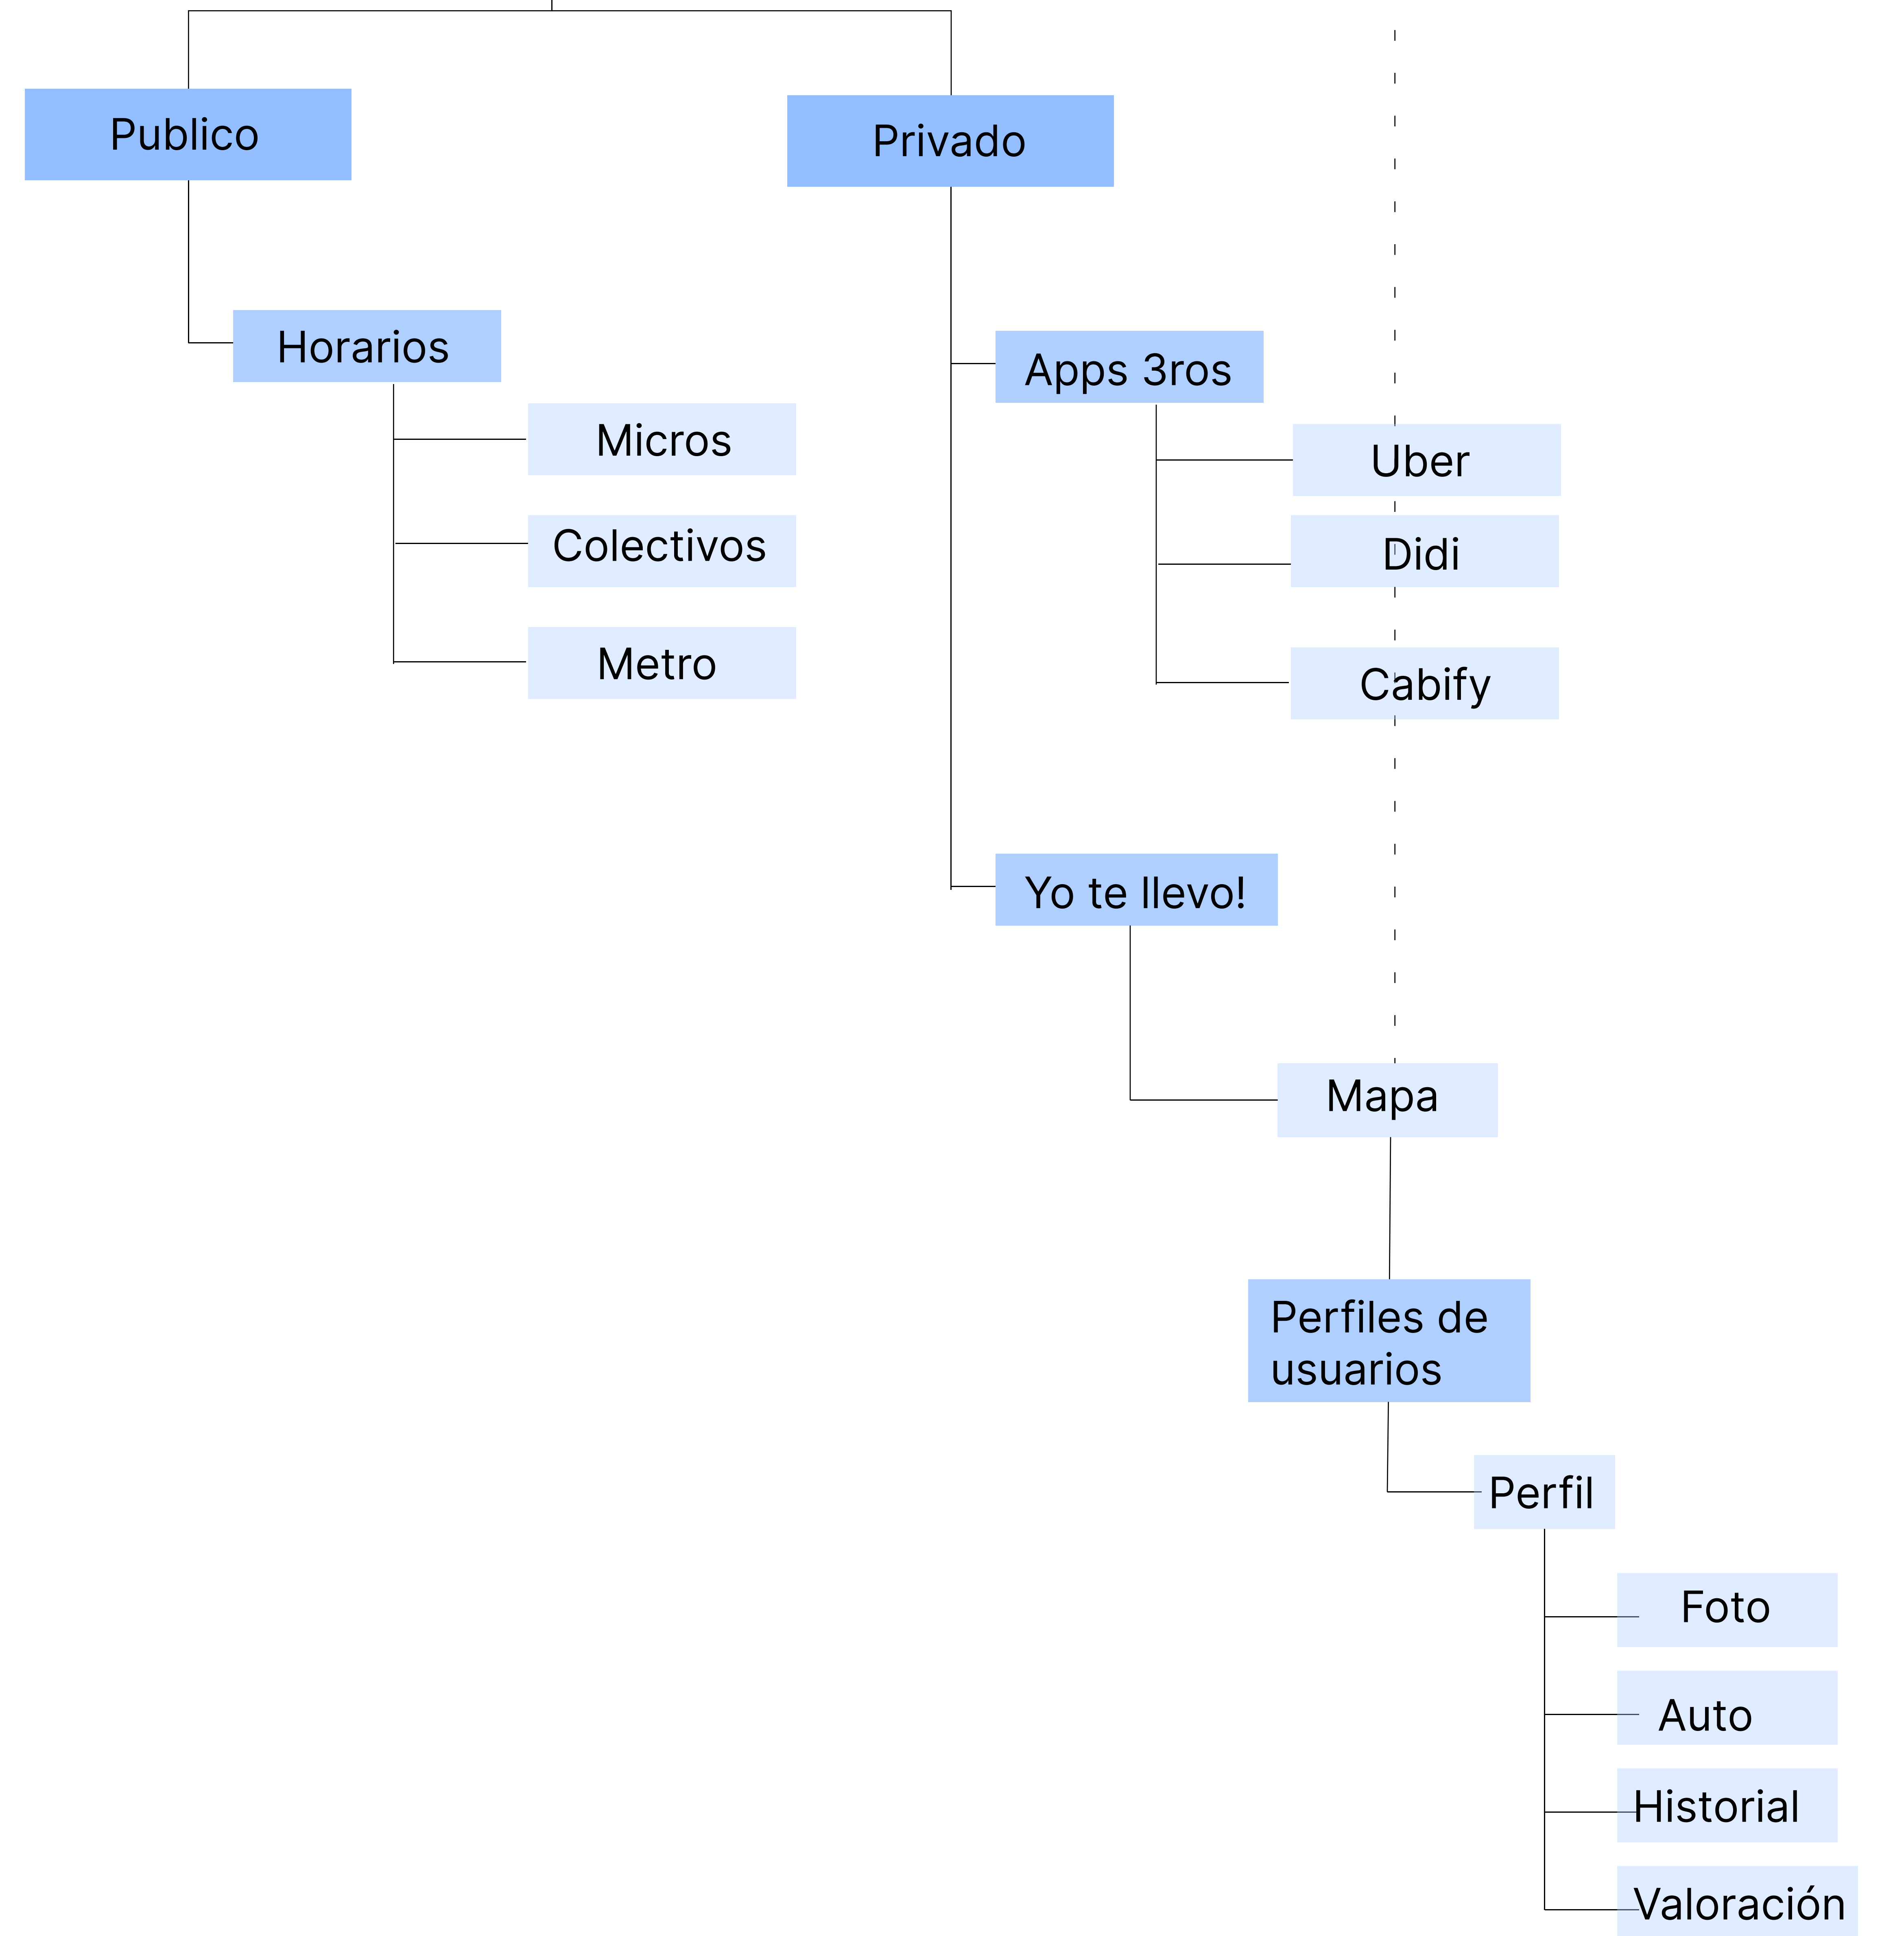 Publico
Privado
Horarios
Micros
Colectivos
Metro
Apps 3ros
Uber
Didi
Cabify
Yo te llevo!
Mapa
Perfiles de
usuarios
Perfil
Foto
Auto
Historial
Valoración